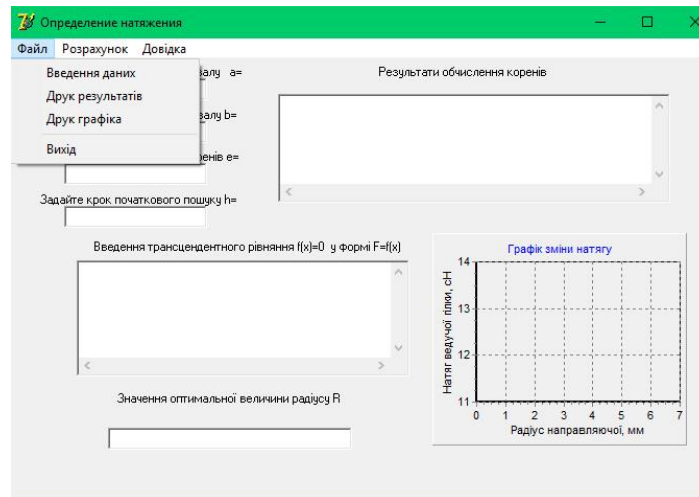 Определение натяжения
Файл Розрахунок Довідка
Введення даних
Друк результатів
Друк графіка
Вихід
валу a=
валу b=
ренів e=
Задайте крок початкового пошуку h=
Результати обчислення коренів
Введення трансцендентного рівняння f(x)=0 у формі F=f(x)
Значення оптимальної величини радіусу R
Графік зміни натягу
Натяг ведучої гілки, сН
14
13
12
11
0 1 2 3 4 5 6 7
Радіус направляючої, мм